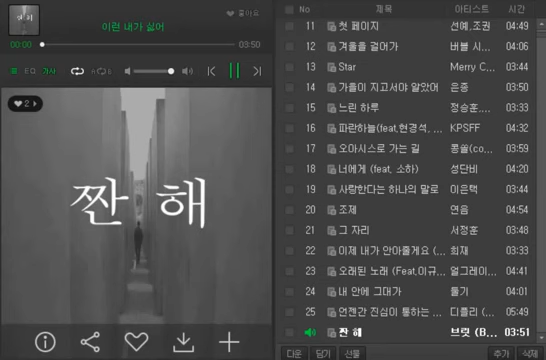 짠 해
좋아요
이런 내가 싫어
00:00
03:50
EQ 가사
2
짠 해
No 제목 아티스트 시간
11 첫 페이지 선예,조권 04:49
12 겨울을 걸어가 버블 시... 04:06
13 Star Merry C... 03:44
14 가을이 지고서야 알았어 은종 03:50
15 느린 하루 정승훈,... 03:33
16 파란하늘(feat,현경석, ... KPSFF 04:32
17 오아시스로 가는 길 콩쏠(co... 03:59
18 너에게 (feat, 소하) 성단비 04:20
19 사랑한다는 하나의 말로 이은택 03:44
20 조제 연음 04:54
21 그 자리 서정훈 03:48
22 이제 내가 안아줄게요 (... 희재 03:33
23 오래된 노래 (Feat,이규... 얼그레이... 04:41
24 내 안에 그대가 둘기 04:01
25 언젠간 진심이 통하는 ... 디플리 (... 05:49
짠 해 브릿 (B... 03:51
다운 담기 선물 추가 삭제